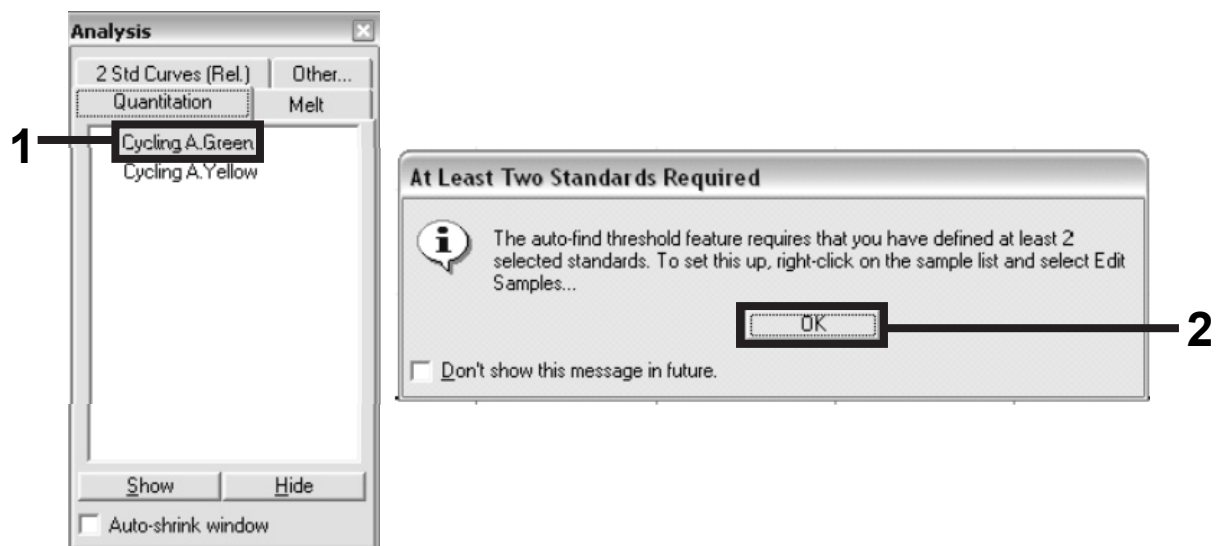 Analysis
2 Std Curves (Rel.) Other...
Quantitation Melt
1
Cycling A.Green
Cycling A.Yellow
Show Hide
Auto-shrink window
At Least Two Standards Required
The auto-find threshold feature requires that you have defined at least 2
selected standards. To set this up, right-click on the sample list and select Edit
Samples...
OK
2
Don't show this message in future.